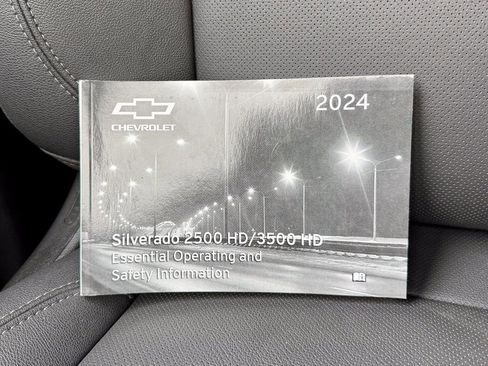 2024
CHEVROLET
Silverado 2500 HD/3500 HD
Essential Operating and
Safety Information